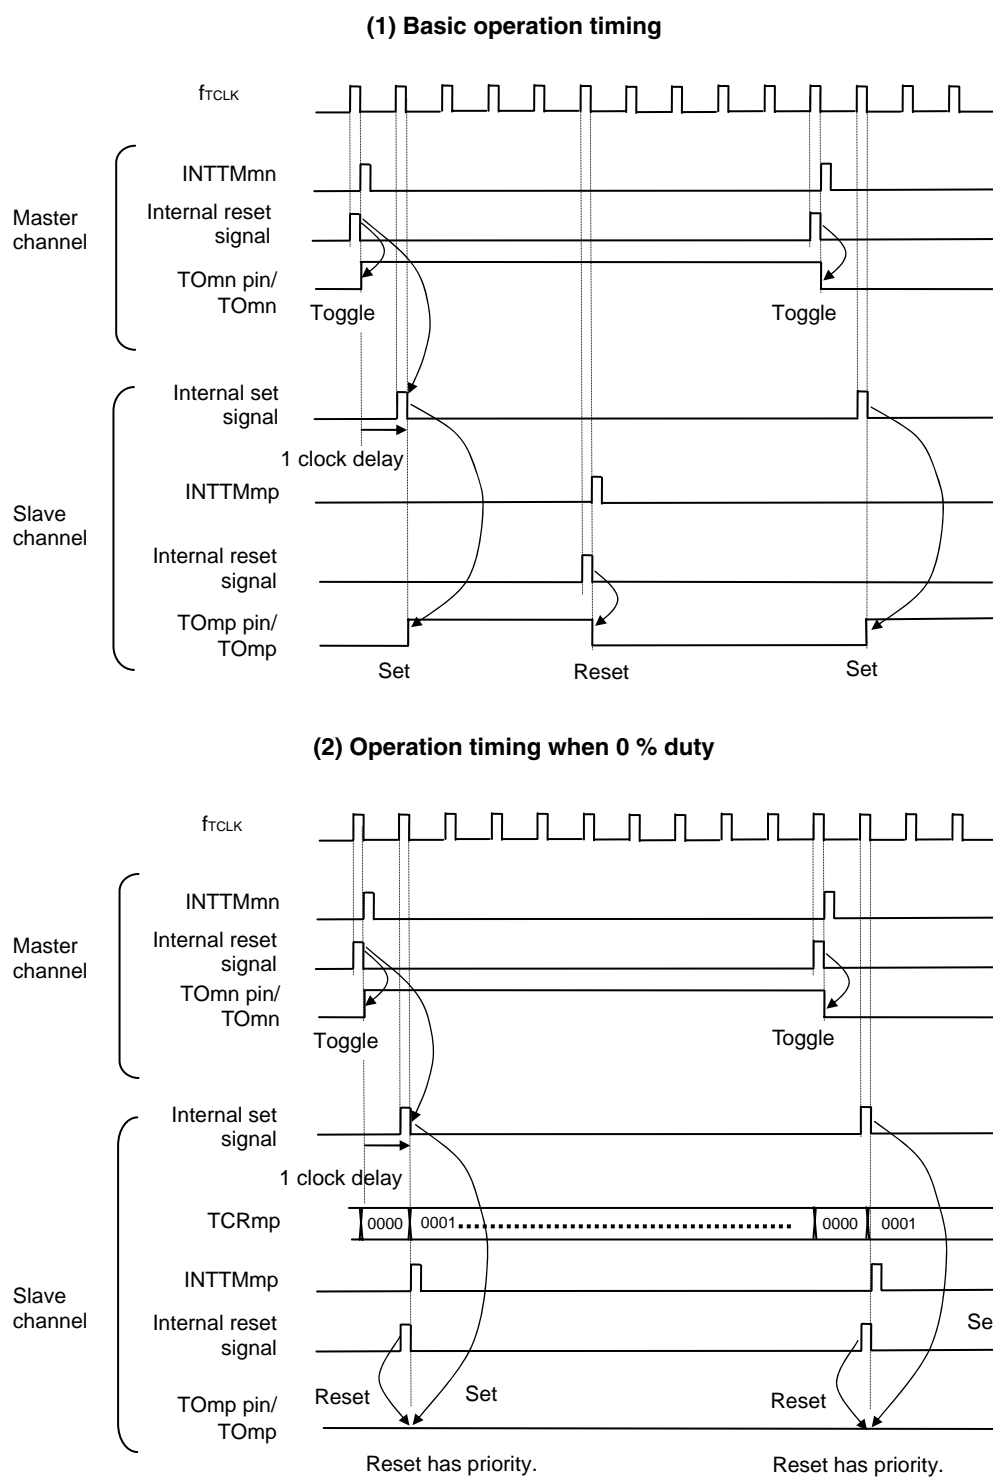 (1) Basic operation timing
fTCLK
INTTMmn
Internal reset
signal
Master
channel
TOmn pin/
TOmn
Toggle
Toggle
Internal set
signal
1 clock delay
INTTMmp
Slave
channel
Internal reset
signal
TOmp pin/
TOmp
Set
Reset
Set
(2) Operation timing when 0 % duty
fTCLK
INTTMmn
Internal reset
signal
Master
channel
TOmn pin/
TOmn
Toggle
Toggle
Internal set
signal
1 clock delay
TCRmp
0000
0001
0000
0001
INTTMmp
Slave
channel
Internal reset
signal
Se
Reset
Set
Reset
TOmp pin/
TOmp
Reset has priority.
Reset has priority.